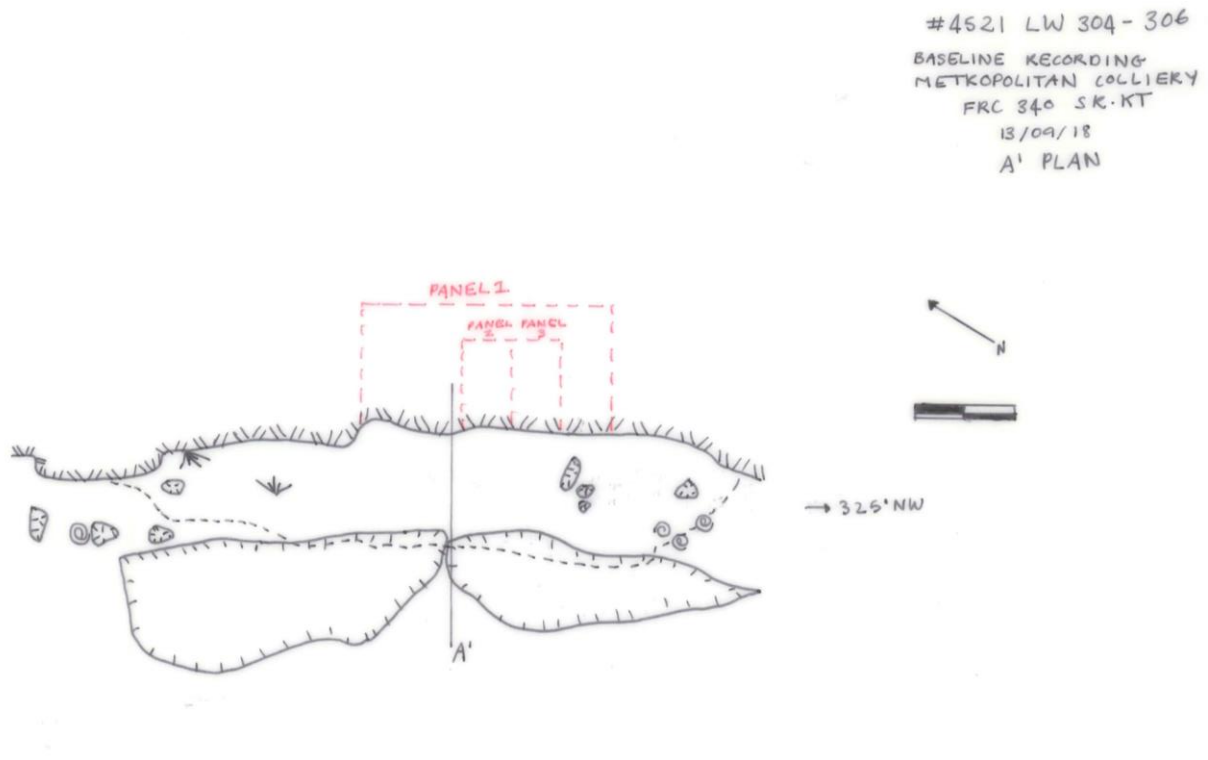 #4521 LW 304-306
BASELINE RECORDING
METROPOLITAN COLLIERY
FRC 340 SK.KT
13/09/18
A' PLAN
PANEL 1
PANEL 2
PANEL 3
N
→ 325° NW
A'